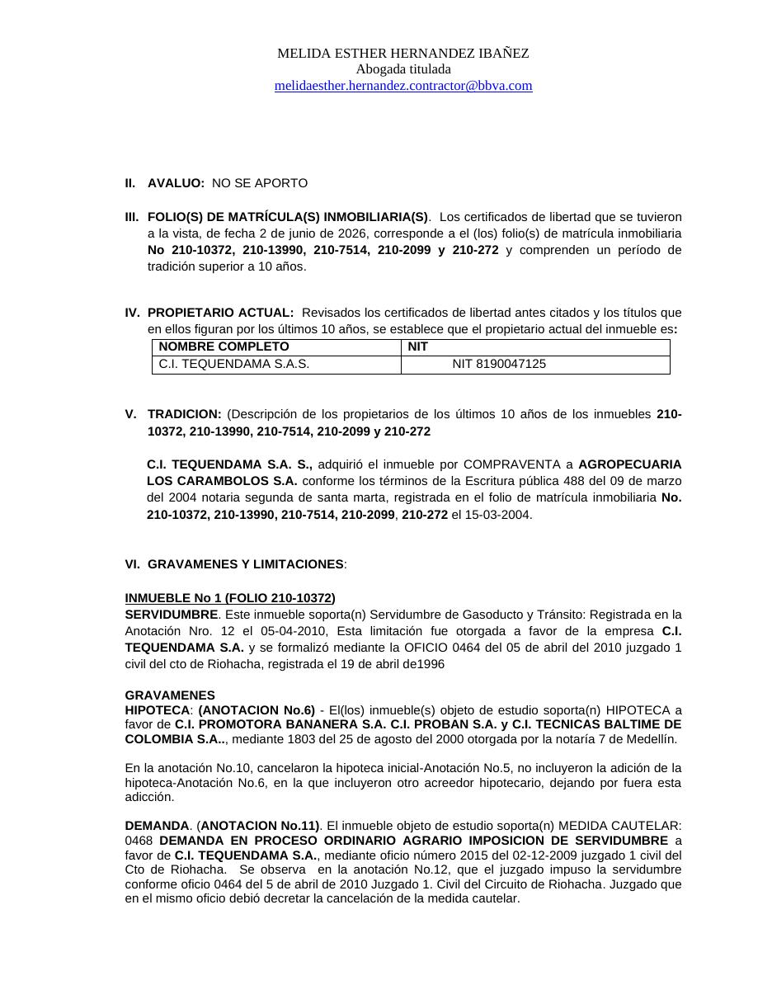 MELIDA ESTHER HERNANDEZ IBAÑEZ
Abogada titulada
melidaesther.hernandez.contractor@bbva.com
II. AVALUO: NO SE APORTO
III. FOLIO(S) DE MATRÍCULA(S) INMOBILIARIA(S). Los certificados de libertad que se tuvieron
a la vista, de fecha 2 de junio de 2026, corresponde a el (los) folio(s) de matrícula inmobiliaria
No 210-10372, 210-13990, 210-7514, 210-2099 y 210-272 y comprenden un período de
tradición superior a 10 años.
IV. PROPIETARIO ACTUAL: Revisados los certificados de libertad antes citados y los títulos que
en ellos figuran por los últimos 10 años, se establece que el propietario actual del inmueble es:
NOMBRE COMPLETO NIT
C.I. TEQUENDAMA S.A.S. NIT 8190047125
V. TRADICION: (Descripción de los propietarios de los últimos 10 años de los inmuebles 210-
10372, 210-13990, 210-7514, 210-2099 y 210-272
C.I. TEQUENDAMA S.A. S., adquirió el inmueble por COMPRAVENTA a AGROPECUARIA
LOS CARAMBOLOS S.A. conforme los términos de la Escritura pública 488 del 09 de marzo
del 2004 notaria segunda de santa marta, registrada en el folio de matrícula inmobiliaria No.
210-10372, 210-13990, 210-7514, 210-2099, 210-272 el 15-03-2004.
VI. GRAVAMENES Y LIMITACIONES:
INMUEBLE No 1 (FOLIO 210-10372)
SERVIDUMBRE. Este inmueble soporta(n) Servidumbre de Gasoducto y Tránsito: Registrada en la
Anotación Nro. 12 el 05-04-2010, Esta limitación fue otorgada a favor de la empresa C.I.
TEQUENDAMA S.A. y se formalizó mediante la OFICIO 0464 del 05 de abril del 2010 juzgado 1
civil del cto de Riohacha, registrada el 19 de abril de1996
GRAVAMENES
HIPOTECA: (ANOTACION No.6) - El(los) inmueble(s) objeto de estudio soporta(n) HIPOTECA a
favor de C.I. PROMOTORA BANANERA S.A. C.I. PROBAN S.A. y C.I. TECNICAS BALTIME DE
COLOMBIA S.A.., mediante 1803 del 25 de agosto del 2000 otorgada por la notaría 7 de Medellín.
En la anotación No.10, cancelaron la hipoteca inicial-Anotación No.5, no incluyeron la adición de la
hipoteca-Anotación No.6, en la que incluyeron otro acreedor hipotecario, dejando por fuera esta
adicción.
DEMANDA. (ANOTACION No.11). El inmueble objeto de estudio soporta(n) MEDIDA CAUTELAR:
0468 DEMANDA EN PROCESO ORDINARIO AGRARIO IMPOSICION DE SERVIDUMBRE a
favor de C.I. TEQUENDAMA S.A., mediante oficio número 2015 del 02-12-2009 juzgado 1 civil del
Cto de Riohacha. Se observa en la anotación No.12, que el juzgado impuso la servidumbre
conforme oficio 0464 del 5 de abril de 2010 Juzgado 1. Civil del Circuito de Riohacha. Juzgado que
en el mismo oficio debió decretar la cancelación de la medida cautelar.